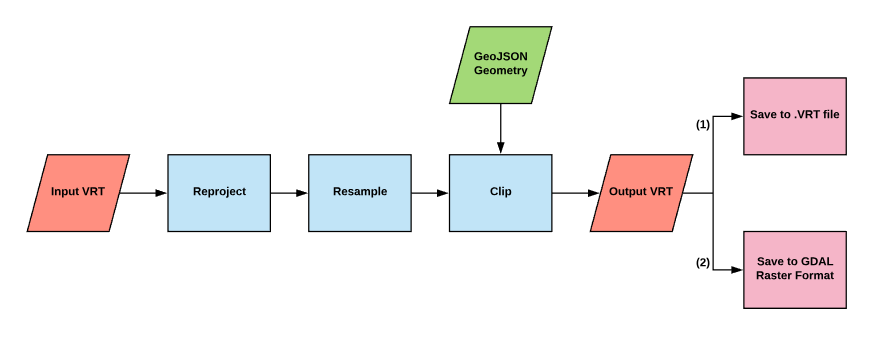 GeoJSON
Geometry
Save to .VRT file
(1)
Input VRT
Reproject
Resample
Clip
Output VRT
(2)
Save to GDAL
Raster Format